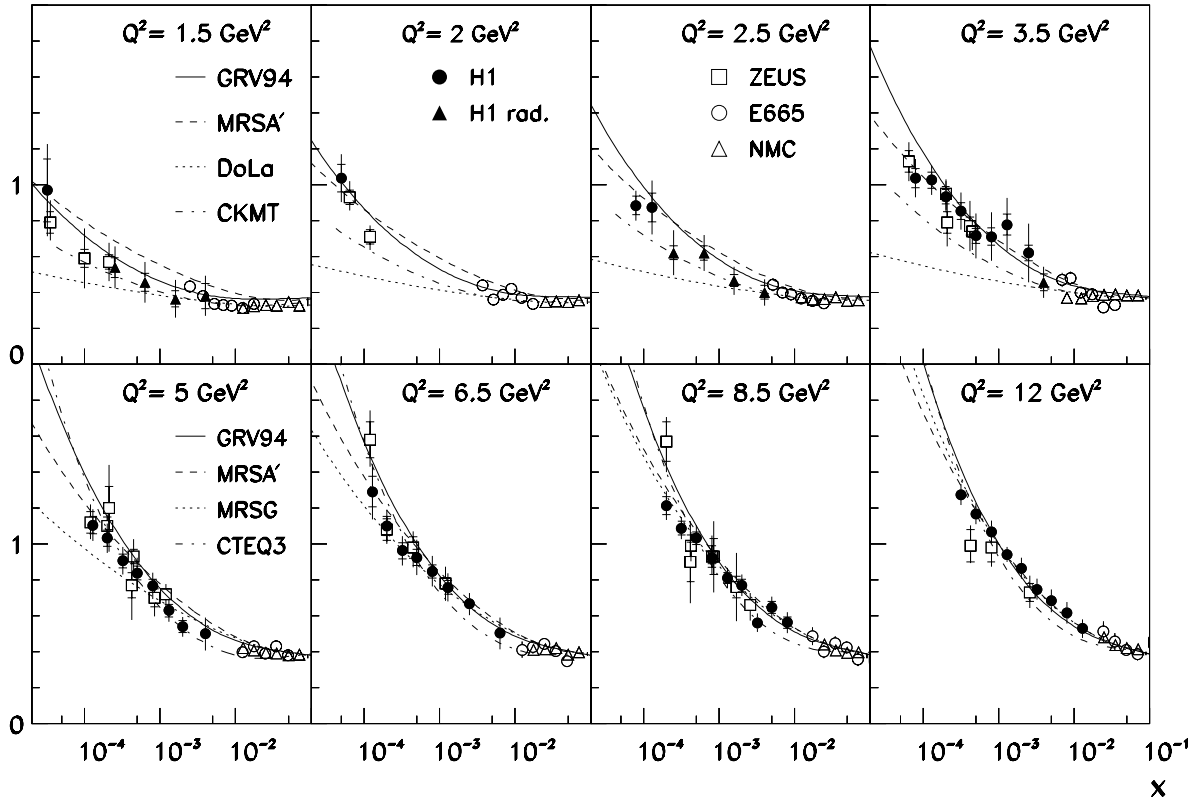 Q²= 1.5 GeV²
GRV94
MRSA′
DoLa
CKMT
Q²= 2 GeV²
H1
H1 rad.
Q²= 2.5 GeV²
ZEUS
E665
NMC
Q²= 3.5 GeV²
1
0
Q²= 5 GeV²
GRV94
MRSA′
MRSG
CTEQ3
Q²= 6.5 GeV²
Q²= 8.5 GeV²
Q²= 12 GeV²
1
0
10⁻⁴ 10⁻³ 10⁻² 10⁻⁴ 10⁻³ 10⁻² 10⁻⁴ 10⁻³ 10⁻² 10⁻⁴ 10⁻³ 10⁻² 10⁻¹
x